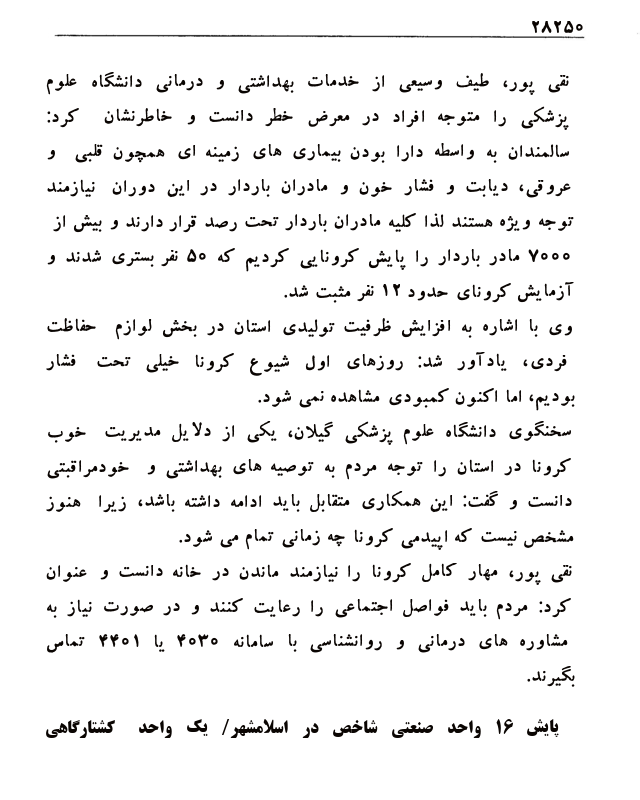 ۲۸۲۵۰
نقی پور، طیف وسیعی از خدمات بهداشتی و درمانی دانشگاه علوم
پزشکی را متوجه افراد در معرض خطر دانست و خاطرنشان کرد:
سالمندان به واسطه دارا بودن بیماری های زمینه ای همچون قلبی و
عروقی، دیابت و فشار خون و مادران باردار در این دوران نیازمند
توجه ویژه هستند لذا کلیه مادران باردار تحت رصد قرار دارند و بیش از
۷۰۰۰ مادر باردار را پایش کرونایی کردیم که ۵۰ نفر بستری شدند و
آزمایش کرونای حدود ۱۲ نفر مثبت شد.
وی با اشاره به افزایش ظرفیت تولیدی استان در بخش لوازم حفاظت
فردی، یادآور شد: روزهای اول شیوع کرونا خیلی تحت فشار
بودیم، اما اکنون کمبودی مشاهده نمی شود.
سخنگوی دانشگاه علوم پزشکی گیلان، یکی از دلایل مدیریت خوب
کرونا در استان را توجه مردم به توصیه های بهداشتی و خودمراقبتی
دانست و گفت: این همکاری متقابل باید ادامه داشته باشد، زیرا هنوز
مشخص نیست که اپیدمی کرونا چه زمانی تمام می شود.
نقی پور، مهار کامل کرونا را نیازمند ماندن در خانه دانست و عنوان
کرد: مردم باید فواصل اجتماعی را رعایت کنند و در صورت نیاز به
مشاوره های درمانی و روانشناسی با سامانه ۴۰۳۰ یا ۴۴۰۱ تماس
بگیرند.
پایش ۱۶ واحد صنعتی شاخص در اسلامشهر/ یک واحد کشتارگاهی